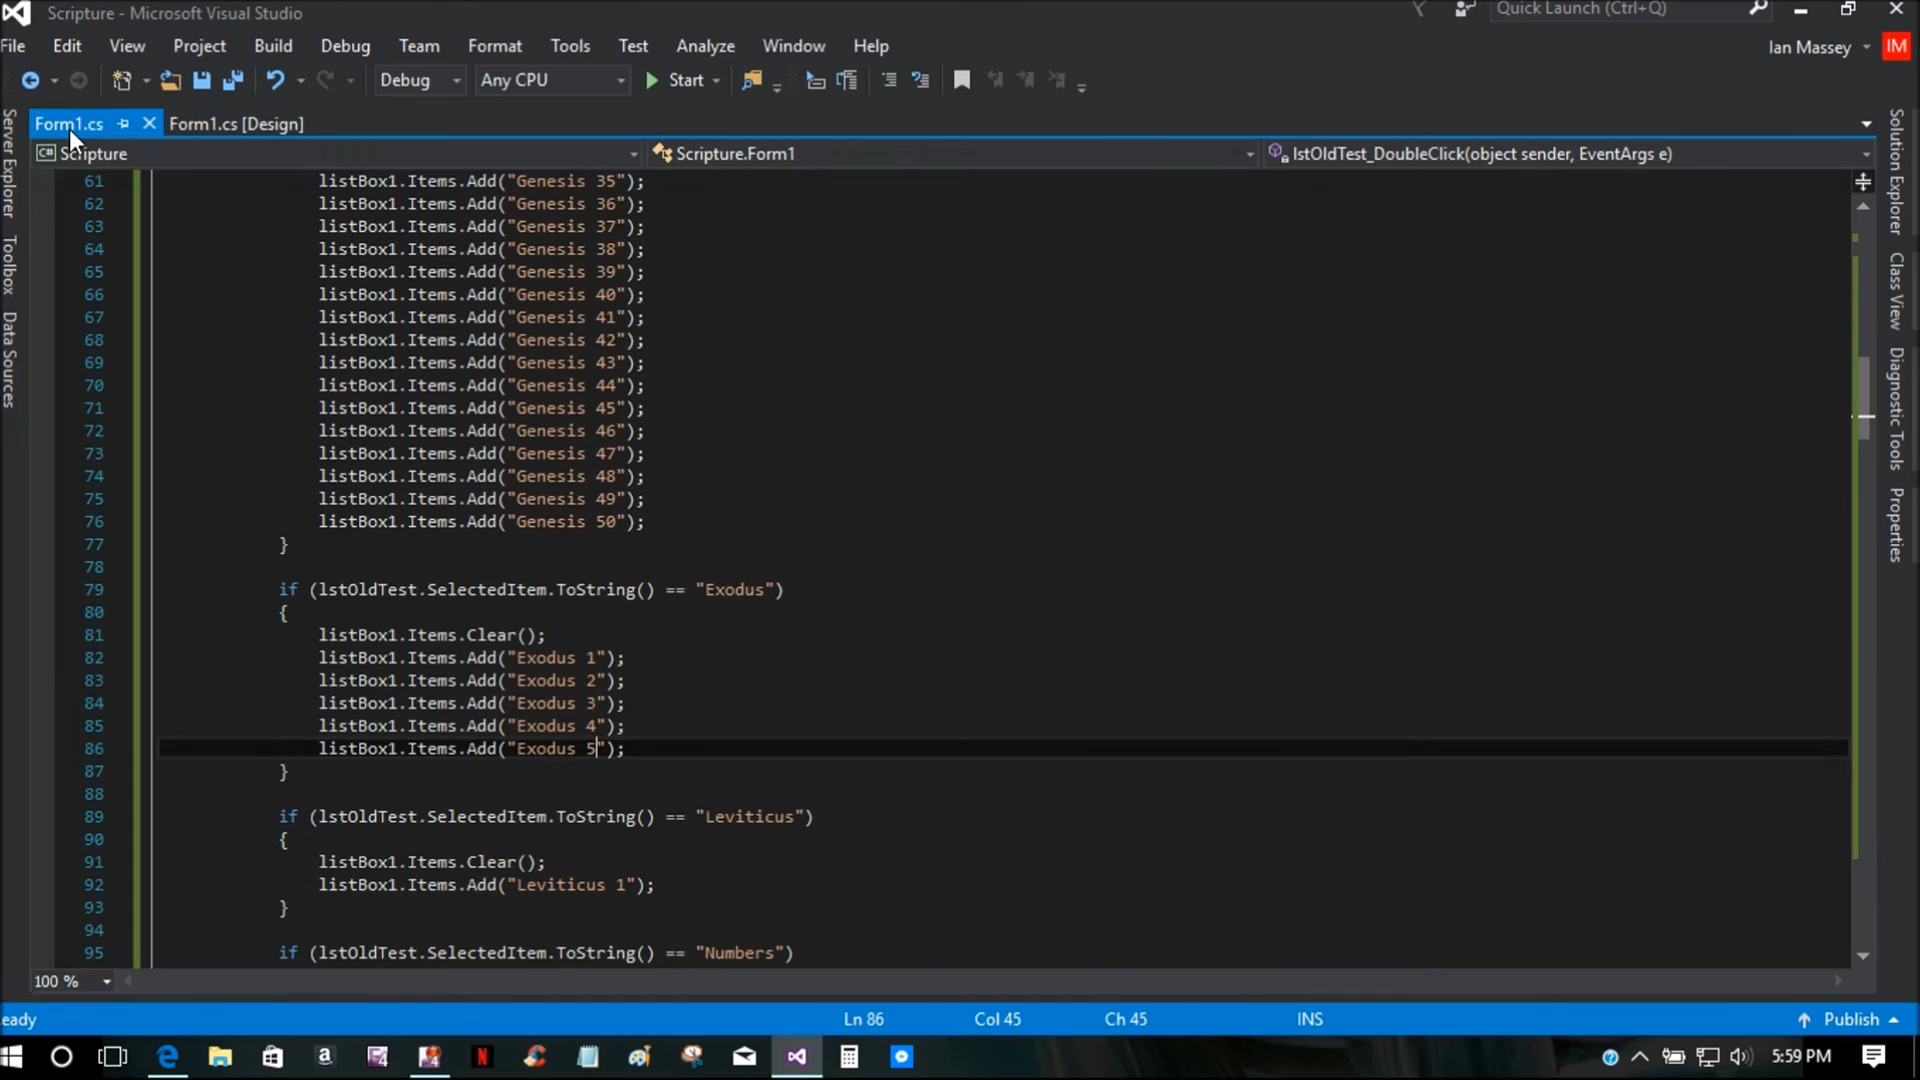 Scripture - Microsoft Visual Studio
Quick Launch (Ctrl+Q)
File Edit View Project Build Debug Team Format Tools Test Analyze Window Help
Ian Massey IM
Debug Any CPU Start
Form1.cs Form1.cs [Design]
C# Scripture Scripture.Form1 lstOldTest_DoubleClick(object sender, EventArgs e)
Server Explorer
Toolbox
Data Sources
61 listBox1.Items.Add("Genesis 35");
62 listBox1.Items.Add("Genesis 36");
63 listBox1.Items.Add("Genesis 37");
64 listBox1.Items.Add("Genesis 38");
65 listBox1.Items.Add("Genesis 39");
66 listBox1.Items.Add("Genesis 40");
67 listBox1.Items.Add("Genesis 41");
68 listBox1.Items.Add("Genesis 42");
69 listBox1.Items.Add("Genesis 43");
70 listBox1.Items.Add("Genesis 44");
71 listBox1.Items.Add("Genesis 45");
72 listBox1.Items.Add("Genesis 46");
73 listBox1.Items.Add("Genesis 47");
74 listBox1.Items.Add("Genesis 48");
75 listBox1.Items.Add("Genesis 49");
76 listBox1.Items.Add("Genesis 50");
77 }
78
79 if (lstOldTest.SelectedItem.ToString() == "Exodus")
80 {
81 listBox1.Items.Clear();
82 listBox1.Items.Add("Exodus 1");
83 listBox1.Items.Add("Exodus 2");
84 listBox1.Items.Add("Exodus 3");
85 listBox1.Items.Add("Exodus 4");
86 listBox1.Items.Add("Exodus 5");
87 }
88
89 if (lstOldTest.SelectedItem.ToString() == "Leviticus")
90 {
91 listBox1.Items.Clear();
92 listBox1.Items.Add("Leviticus 1");
93 }
94
95 if (lstOldTest.SelectedItem.ToString() == "Numbers")
Solution Explorer
Class View
Diagnostic Tools
Properties
100 %
eady Ln 86 Col 45 Ch 45 INS Publish
5:59 PM